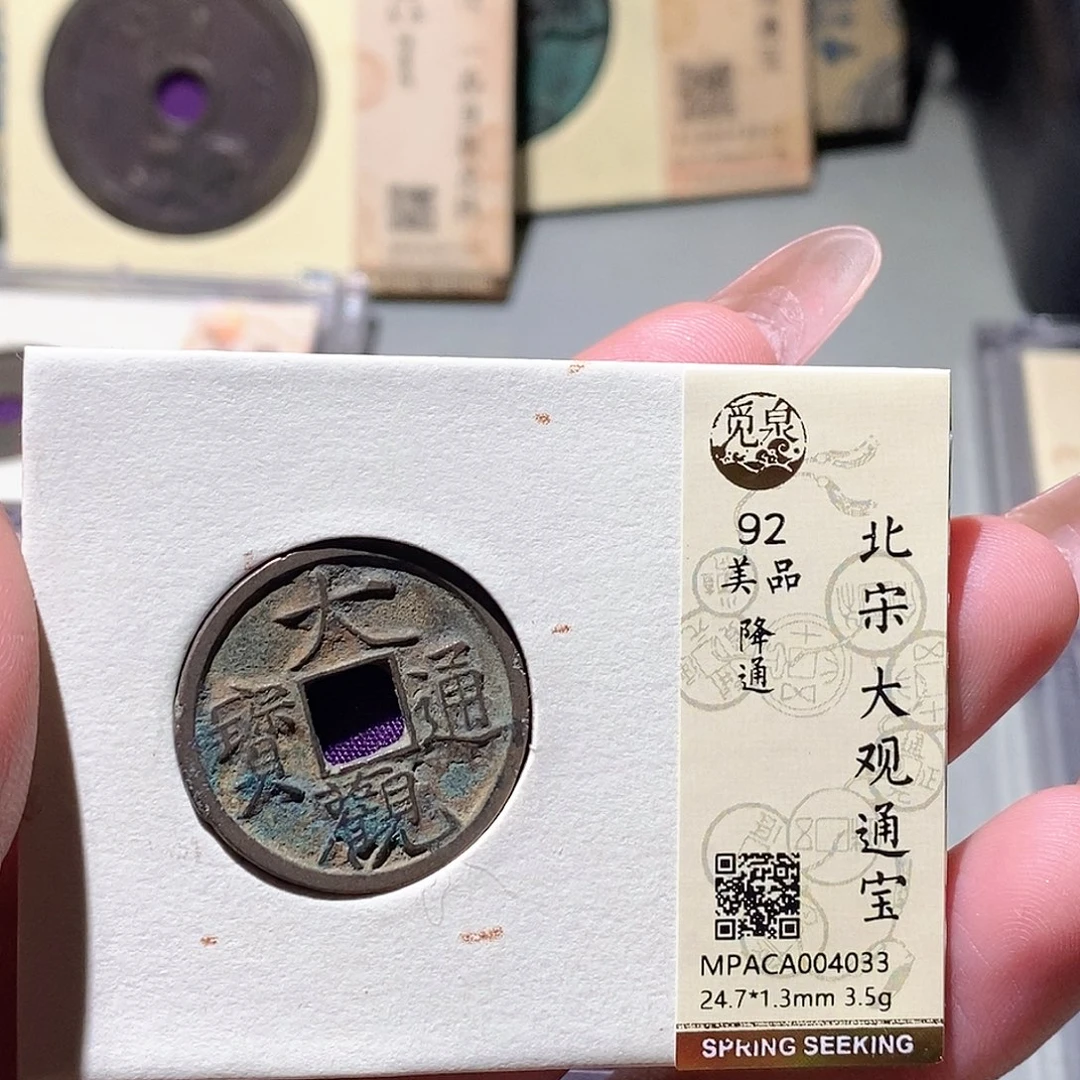 大觀通寶
觅泉
92
美品
降通
北宋大观通宝
MPACA004033
24.7*1.3mm 3.5g
SPRING SEEKING